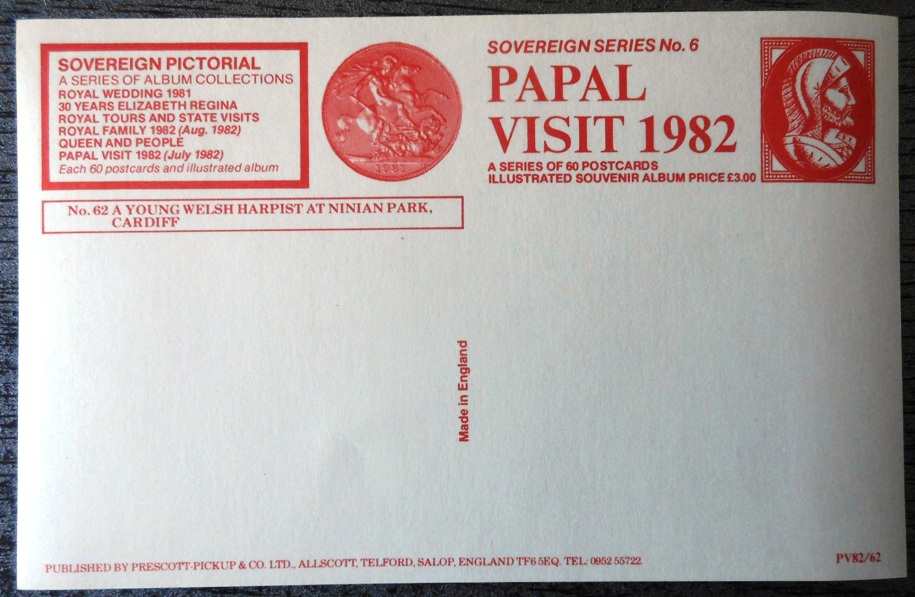 SOVEREIGN PICTORIAL
A SERIES OF ALBUM COLLECTIONS
ROYAL WEDDING 1981
30 YEARS ELIZABETH REGINA
ROYAL TOURS AND STATE VISITS
ROYAL FAMILY 1982 (Aug. 1982)
QUEEN AND PEOPLE
PAPAL VISIT 1982 (July 1982)
Each 60 postcards and illustrated album
1981
SOVEREIGN SERIES No. 6
PAPAL
VISIT 1982
A SERIES OF 60 POSTCARDS
ILLUSTRATED SOUVENIR ALBUM PRICE £3.00
No. 62 A YOUNG WELSH HARPIST AT NINIAN PARK,
CARDIFF
Made in England
PUBLISHED BY PRESCOTT-PICKUP & CO. LTD., ALLSCOTT, TELFORD, SALOP, ENGLAND TF6 5EQ. TEL: 0952 55722.
PV82/62